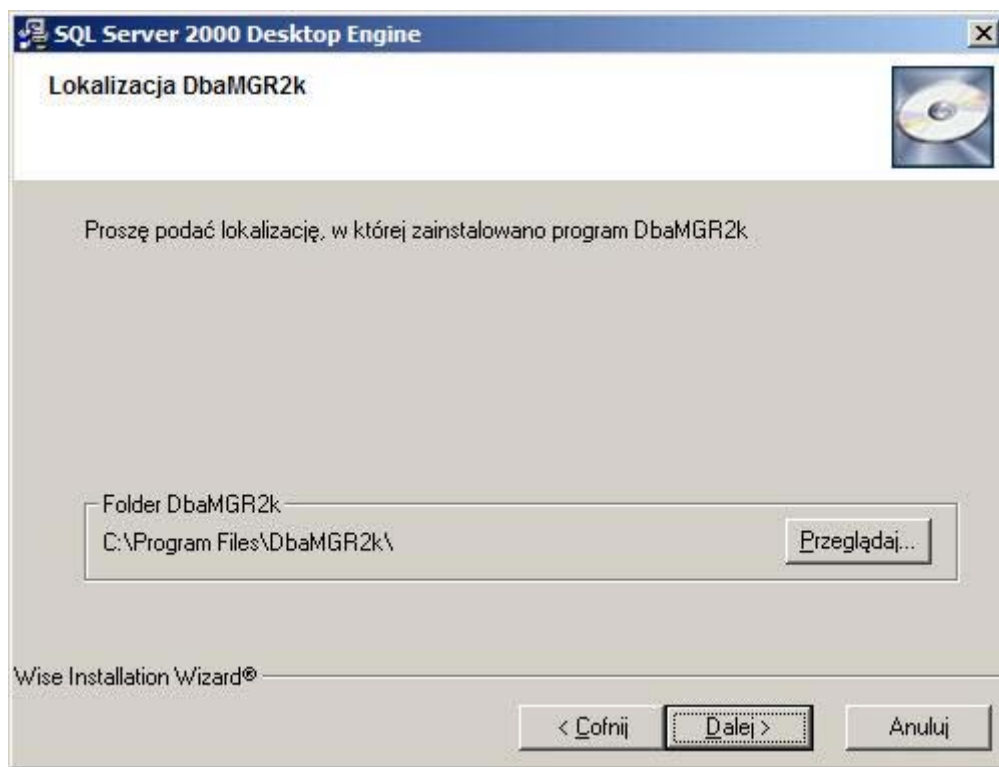 SQL Server 2000 Desktop Engine
Lokalizacja DbaMGR2k
Proszę podać lokalizację, w której zainstalowano program DbaMGR2k
Folder DbaMGR2k
C:\Program Files\DbaMGR2k\
Przeglądaj...
Wise Installation Wizard®
< Cofnij
Dalej >
Anuluj